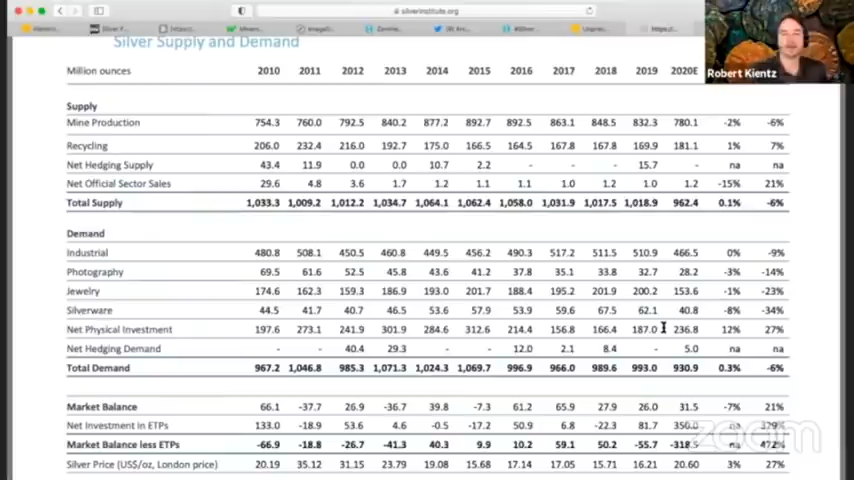 silverinstitute.org
Robert Kientz
Silver Supply and Demand
Million ounces 2010 2011 2012 2013 2014 2015 2016 2017 2018 2019 2020E
Supply
Mine Production 754.3 760.0 792.5 840.2 877.2 892.7 892.5 863.1 848.5 832.3 780.1 -2% -6%
Recycling 206.0 232.4 216.0 192.7 175.0 166.5 164.5 167.8 167.8 169.9 181.1 1% 7%
Net Hedging Supply 43.4 11.9 0.0 0.0 10.7 2.2 - - - 15.7 - na na
Net Official Sector Sales 29.6 4.8 3.6 1.7 1.2 1.1 1.1 1.0 1.2 1.0 1.2 -15% 21%
Total Supply 1,033.3 1,009.2 1,012.2 1,034.7 1,064.1 1,062.4 1,058.0 1,031.9 1,017.5 1,018.9 962.4 0.1% -6%
Demand
Industrial 480.8 508.1 450.5 460.8 449.5 456.2 490.3 517.2 511.5 510.9 466.5 0% -9%
Photography 69.5 61.6 52.5 45.8 43.6 41.2 37.8 35.1 33.8 32.7 28.2 -3% -14%
Jewelry 174.6 162.3 159.3 186.9 193.0 201.7 188.4 195.2 201.9 200.2 153.6 -1% -23%
Silverware 44.5 41.7 40.7 46.5 53.6 57.9 53.9 59.6 67.5 62.1 40.8 -8% -34%
Net Physical Investment 197.6 273.1 241.9 301.9 284.6 312.6 214.4 156.8 166.4 187.0 236.8 12% 27%
Net Hedging Demand - - 40.4 29.3 - - 12.0 2.1 8.4 - 5.0 na na
Total Demand 967.2 1,046.8 985.3 1,071.3 1,024.3 1,069.7 996.9 966.0 989.6 993.0 930.9 0.3% -6%
Market Balance 66.1 -37.7 26.9 -36.7 39.8 -7.3 61.2 65.9 27.9 26.0 31.5 -7% 21%
Net Investment in ETPs 133.0 -18.9 53.6 4.6 -0.5 -17.2 50.9 6.8 -22.3 81.7 350.0 na 329%
Market Balance less ETPs -66.9 -18.8 -26.7 -41.3 40.3 9.9 10.2 59.1 50.2 -55.7 -318.5 na 472%
Silver Price (US$/oz, London price) 20.19 35.12 31.15 23.79 19.08 15.68 17.14 17.05 15.71 16.21 20.60 3% 27%
zoom